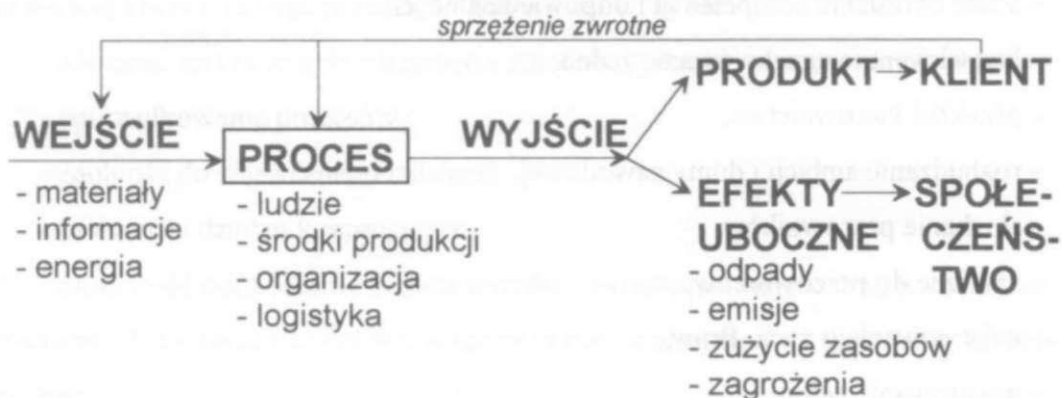 sprzężenie zwrotne
PRODUKT KLIENT
WEJŚCIE PROCES WYJŚCIE
- materiały
- informacje
- energia
- ludzie
- środki produkcji
- organizacja
- logistyka
EFEKTY SPOŁE-
UBOCZNE CZEŃS-
TWO
- odpady
- emisje
- zużycie zasobów
- zagrożenia